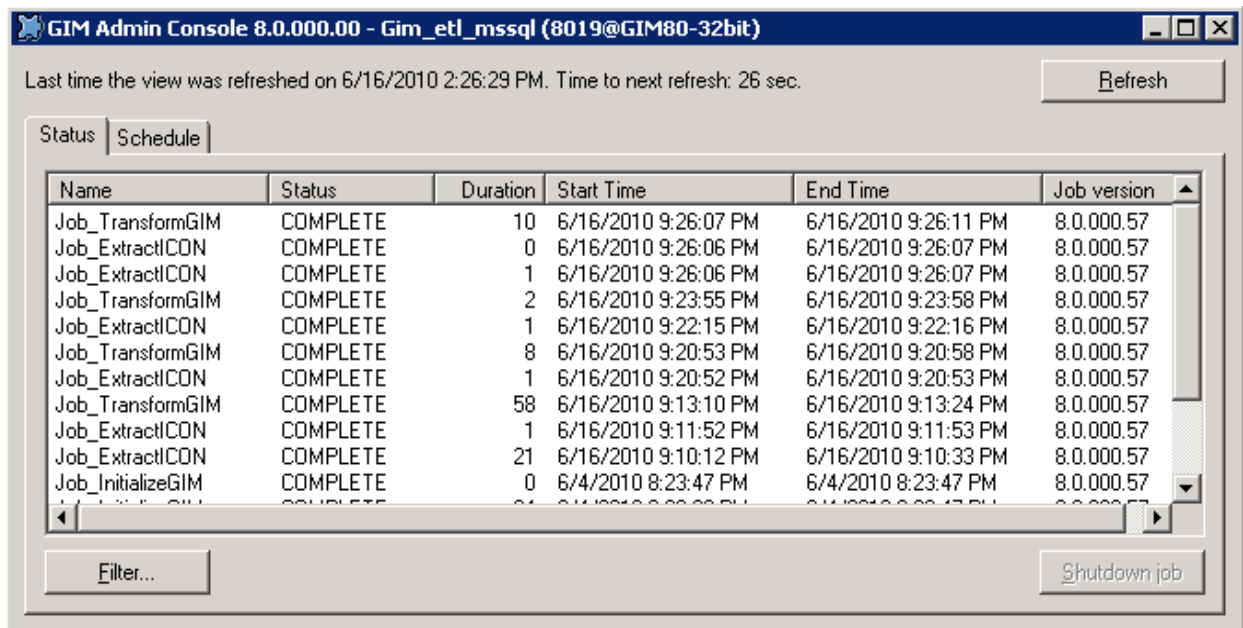 GIM Admin Console 8.0.000.00 - Gim_etl_mssql (8019@GIM80-32bit)
Last time the view was refreshed on 6/16/2010 2:26:29 PM. Time to next refresh: 26 sec. Refresh
Status Schedule
Name Status Duration Start Time End Time Job version
Job_TransformGIM COMPLETE 10 6/16/2010 9:26:07 PM 6/16/2010 9:26:11 PM 8.0.000.57
Job_ExtractICON COMPLETE 0 6/16/2010 9:26:06 PM 6/16/2010 9:26:07 PM 8.0.000.57
Job_ExtractICON COMPLETE 1 6/16/2010 9:26:06 PM 6/16/2010 9:26:07 PM 8.0.000.57
Job_TransformGIM COMPLETE 2 6/16/2010 9:23:55 PM 6/16/2010 9:23:58 PM 8.0.000.57
Job_ExtractICON COMPLETE 1 6/16/2010 9:22:15 PM 6/16/2010 9:22:16 PM 8.0.000.57
Job_TransformGIM COMPLETE 8 6/16/2010 9:20:53 PM 6/16/2010 9:20:58 PM 8.0.000.57
Job_ExtractICON COMPLETE 1 6/16/2010 9:20:52 PM 6/16/2010 9:20:53 PM 8.0.000.57
Job_TransformGIM COMPLETE 58 6/16/2010 9:13:10 PM 6/16/2010 9:13:24 PM 8.0.000.57
Job_ExtractICON COMPLETE 1 6/16/2010 9:11:52 PM 6/16/2010 9:11:53 PM 8.0.000.57
Job_ExtractICON COMPLETE 21 6/16/2010 9:10:12 PM 6/16/2010 9:10:33 PM 8.0.000.57
Job_InitializeGIM COMPLETE 0 6/4/2010 8:23:47 PM 6/4/2010 8:23:47 PM 8.0.000.57
Filter... Shutdown job